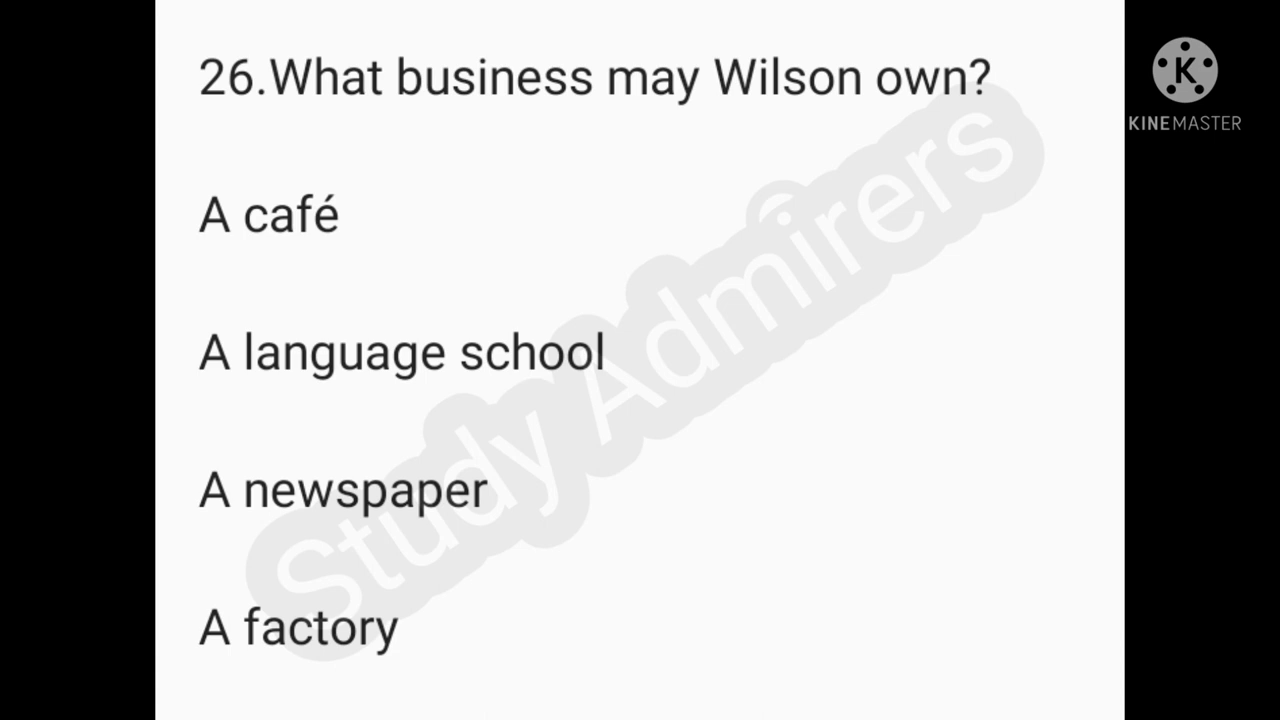 26.What business may Wilson own?
K
KINEMASTER
A café
A language school
A newspaper
A factory
Study Admirers